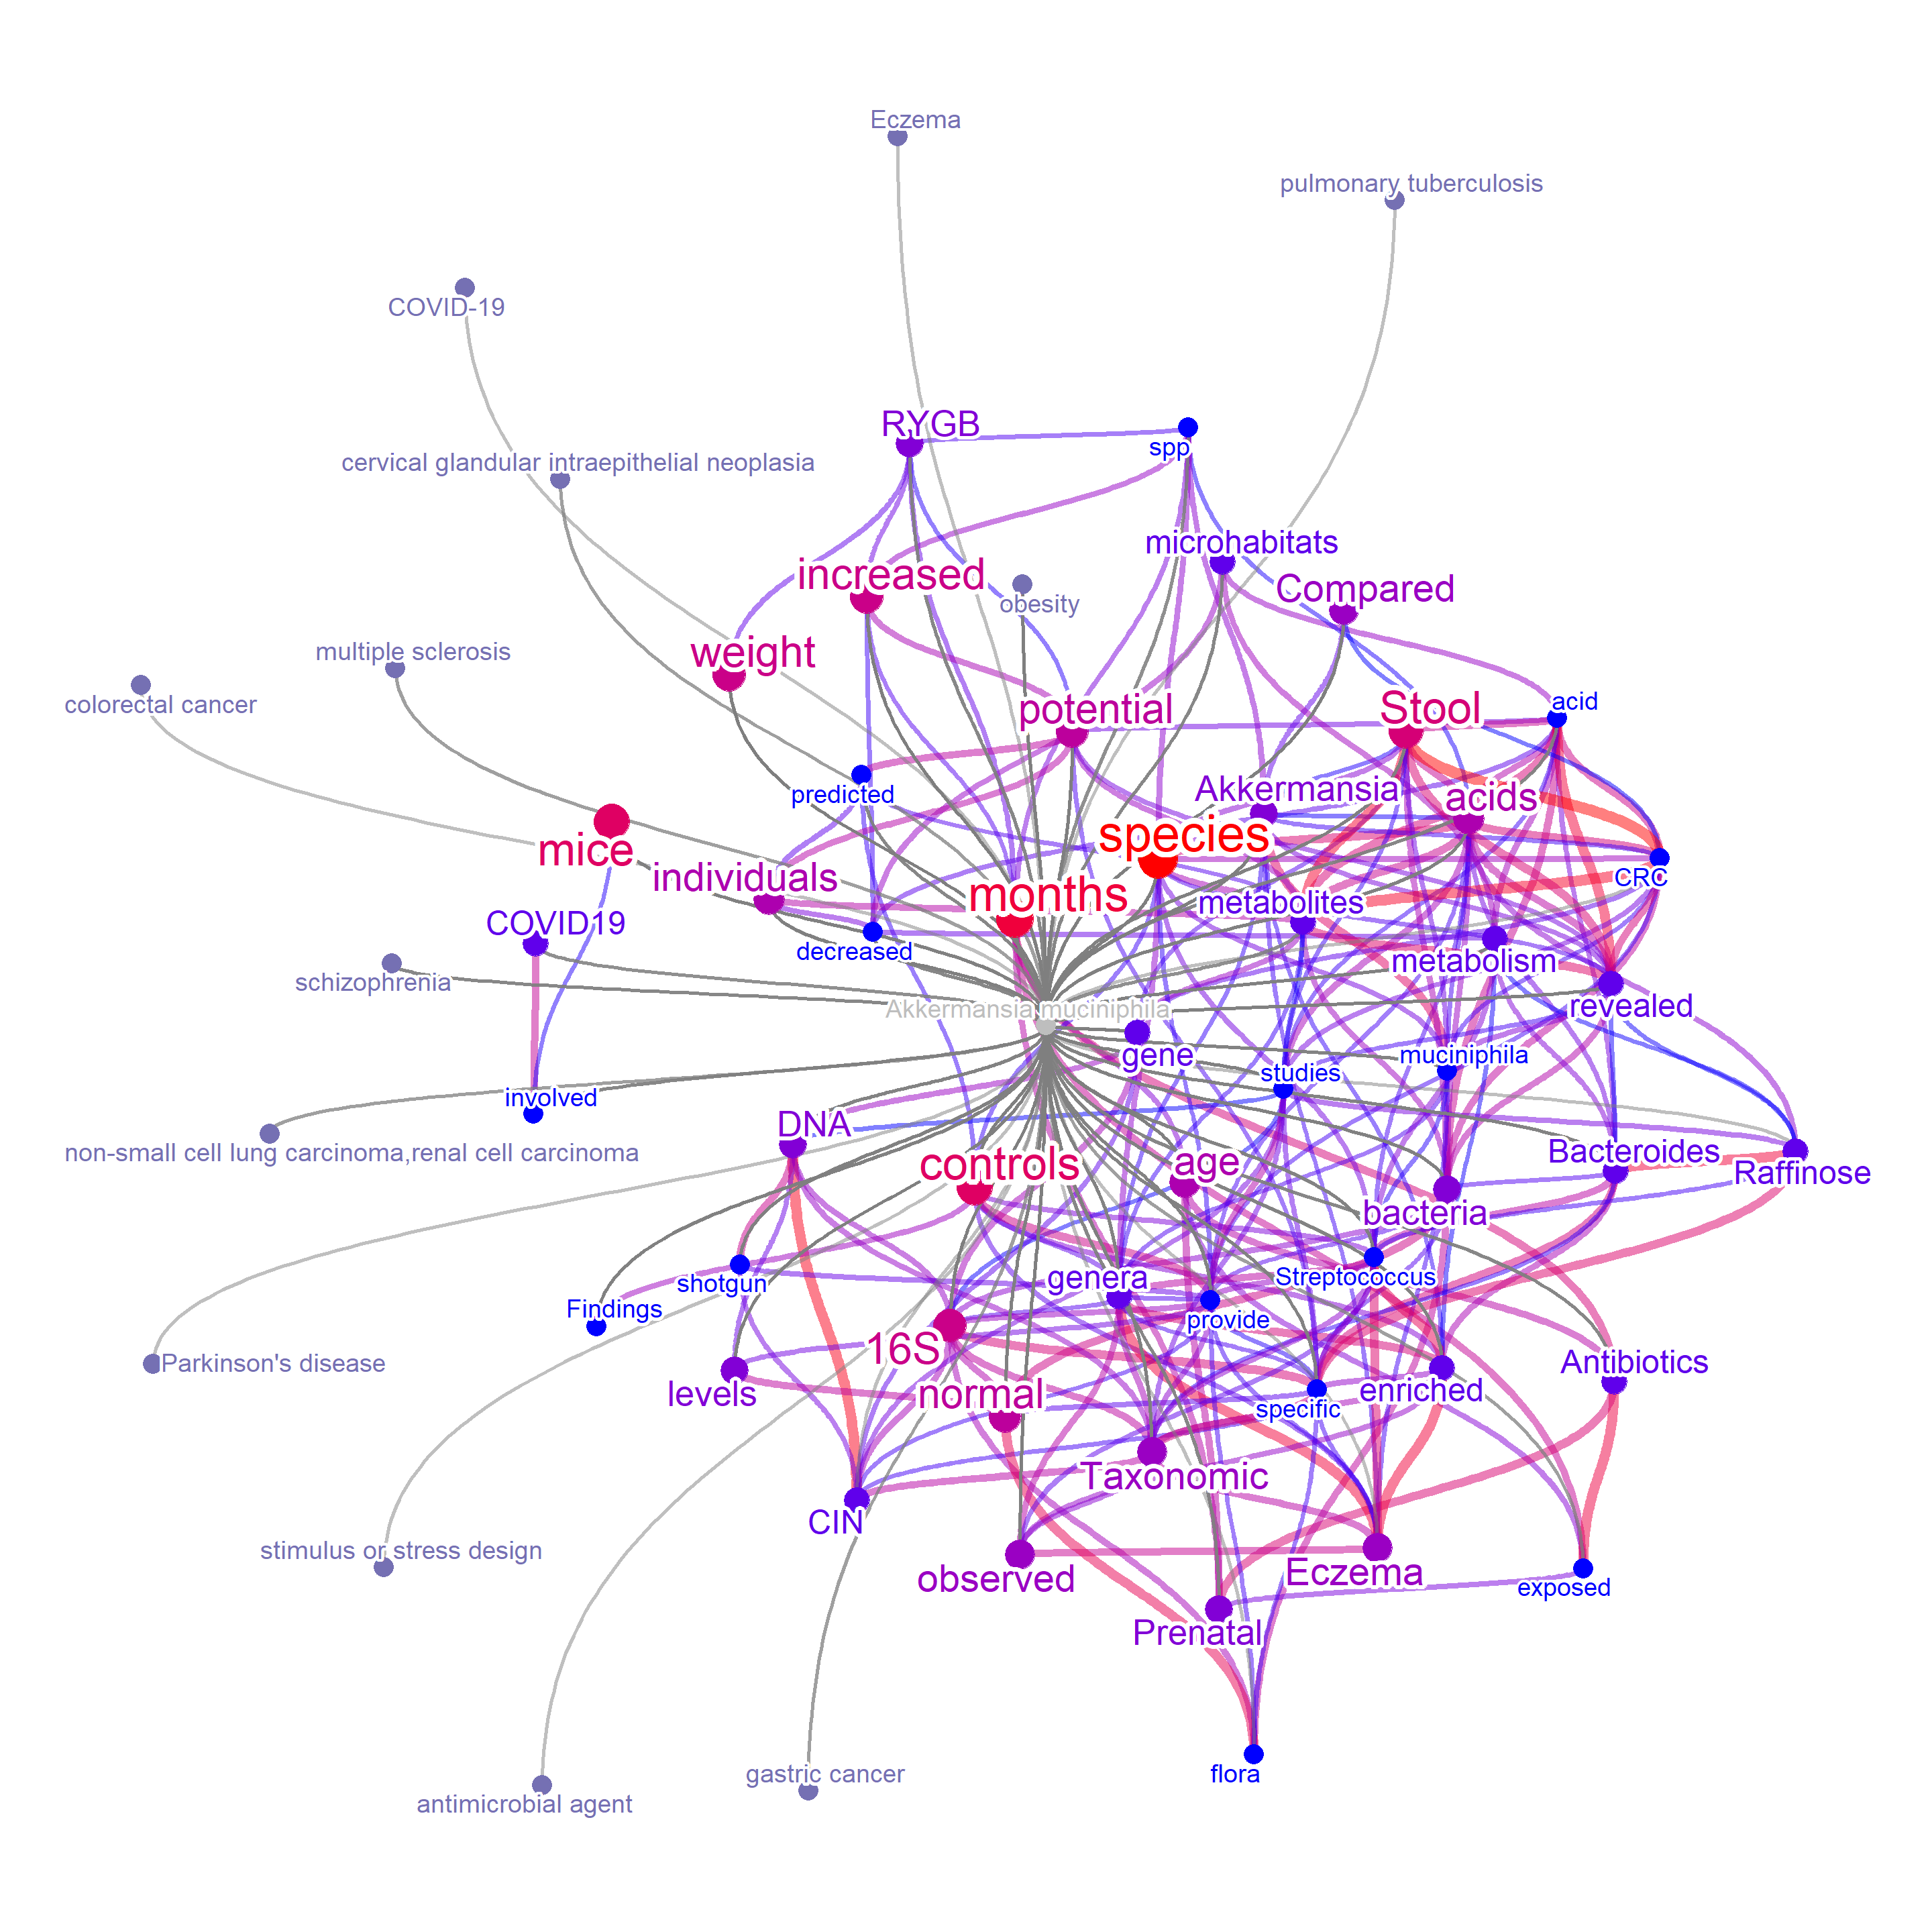 Eczema
pulmonary tuberculosis
COVID-19
RYGB
spp
cervical glandular intraepithelial neoplasia
microhabitats
increased
Compared
obesity
multiple sclerosis
weight
colorectal cancer
potential
Stool
acid
predicted
Akkermansia
acids
species
mice
individuals
months
metabolites
CRC
COVID19
decreased
metabolism
schizophrenia
Akkermansia muciniphila
revealed
gene
muciniphila
studies
involved
DNA
non-small cell lung carcinoma,renal cell carcinoma
controls
age
Bacteroides
Raffinose
bacteria
shotgun
genera
Streptococcus
Findings
provide
16S
Parkinson's disease
levels
normal
specific
enriched
Antibiotics
Taxonomic
CIN
stimulus or stress design
observed
Eczema
exposed
Prenatal
gastric cancer
flora
antimicrobial agent